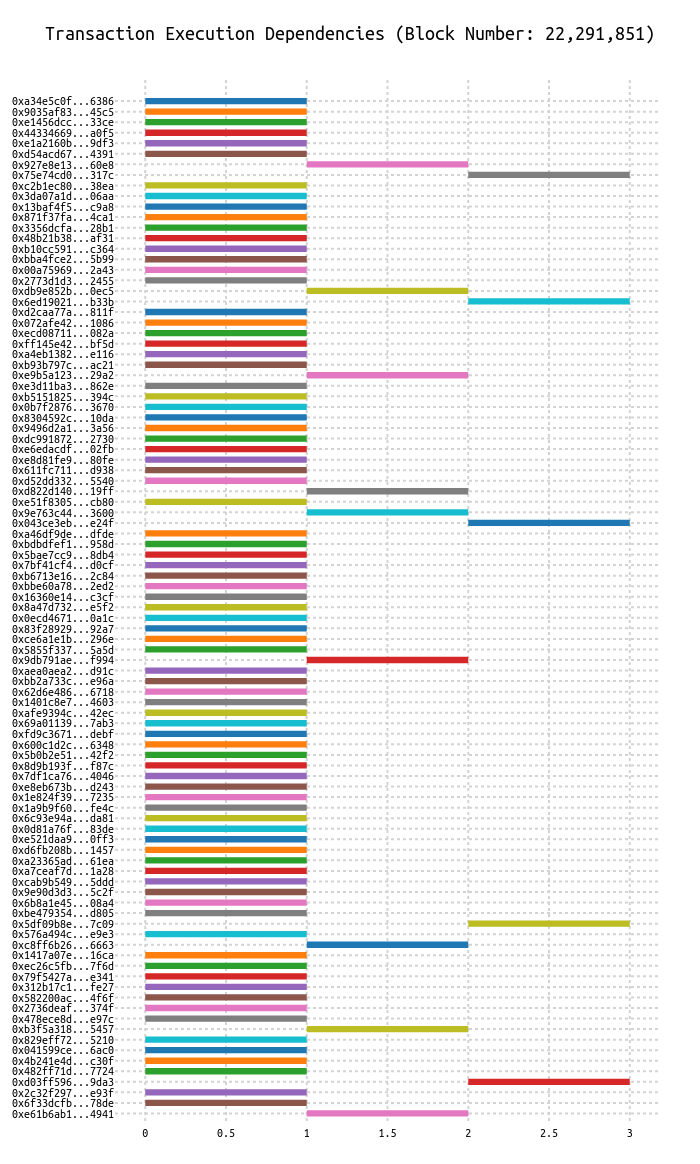 Transaction Execution Dependencies (Block Number: 22,291,851)
0xa34e5c0f...6386
0x9035af83...45c5
0xe1456dcc...33ce
0x44334669...a0f5
0xe1a2160b...9df3
0xd54acd67...4391
0x927e8e13...60e8
0x75e74cd0...317c
0xc2b1ec80...38ea
0x3da07a1d...06aa
0x13baf4f5...c9a8
0x871f37fa...4ca1
0x3356dcfa...28b1
0x48b21b38...af31
0xb10cc591...c364
0xbba4fce2...5b99
0x00a75969...2a43
0x2773d1d3...2455
0xdb9e852b...0ec5
0x6ed19021...b33b
0xd2caa77a...811f
0x072afe42...1086
0xecd08711...082a
0xff145e42...bf5d
0xa4eb1382...e116
0xb93b797c...ac21
0xe9b5a123...29a2
0xe3d11ba3...862e
0xb5151825...394c
0x0b7f2876...3670
0x8304592c...10da
0x9496d2a1...3a56
0xdc991872...2730
0xe6edacdf...02fb
0xe8d81fe9...80fe
0x611fc711...d938
0xd52dd332...5540
0xd822d140...19ff
0xe51f8305...cb80
0x9e763c44...3600
0x043ce3eb...e24f
0xa46df9de...dfde
0xbdbdfef1...958d
0x5bae7cc9...8db4
0x7bf41cf4...d0cf
0xb6713e16...2c84
0xbbe60a78...2ed2
0x16360e14...c3cf
0x8a47d732...e5f2
0x0ecd4671...0a1c
0x83f28929...92a7
0xce6a1e1b...296e
0x5855f337...5a5d
0x9db791ae...f994
0xaea0aea2...d91c
0xbb2a733c...e96a
0x62d6e486...6718
0x1401c8e7...4603
0xafe9394c...42ec
0x69a01139...7ab3
0xfd9c3671...debf
0x600c1d2c...6348
0x5b0b2e51...42f2
0x8d9b193f...f87c
0x7df1ca76...4046
0xe8eb673b...d243
0x1e824f39...7235
0x1a9b9f60...fe4c
0x6c93e94a...da81
0x0d81a76f...83de
0xe521daa9...0ff3
0xd6fb208b...1457
0xa23365ad...61ea
0xa7ceaf7d...1a28
0xcab9b549...5ddd
0x9e90d3d3...5c2f
0x6b8a1e45...08a4
0xbe479354...d805
0x5df09b8e...7c09
0x576a494c...e9e3
0xc8ff6b26...6663
0x1417a07e...16ca
0xec26c5fb...7f6d
0x79f5427a...e341
0x312b17c1...fe27
0x582200ac...4f6f
0x2736deaf...374f
0x478ece8d...e97c
0xb3f5a318...5457
0x829eff72...5210
0x041599ce...6ac0
0x4b241e4d...c30f
0x482ff71d...7724
0xd03ff596...9da3
0x2c32f297...e93f
0x6f33dcfb...78de
0xe61b6ab1...4941
0 0.5 1 1.5 2 2.5 3